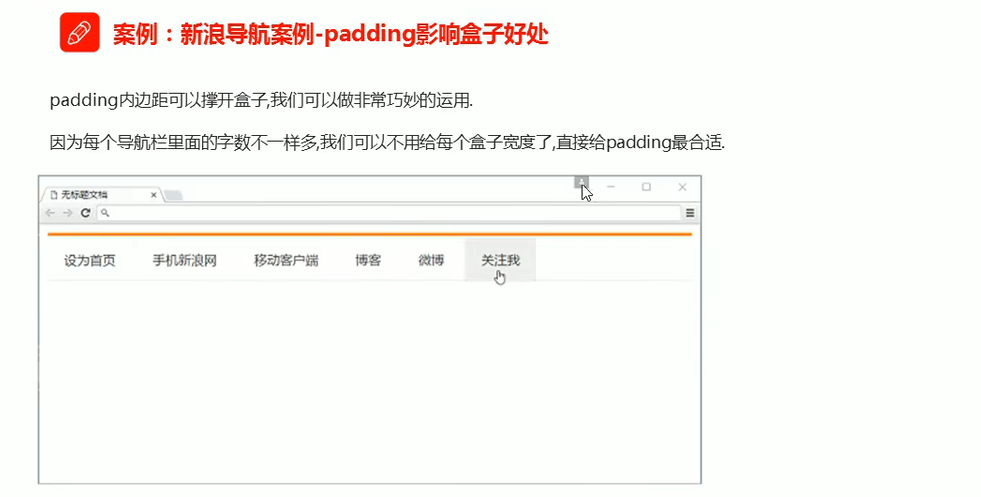 案例：新浪导航案例-padding影响盒子好处
padding内边距可以撑开盒子,我们可以做非常巧妙的运用.
因为每个导航栏里面的字数不一样多,我们可以不用给每个盒子宽度了,直接给padding最合适.
无标题文档
设为首页 手机新浪网 移动客户端 博客 微博 关注我